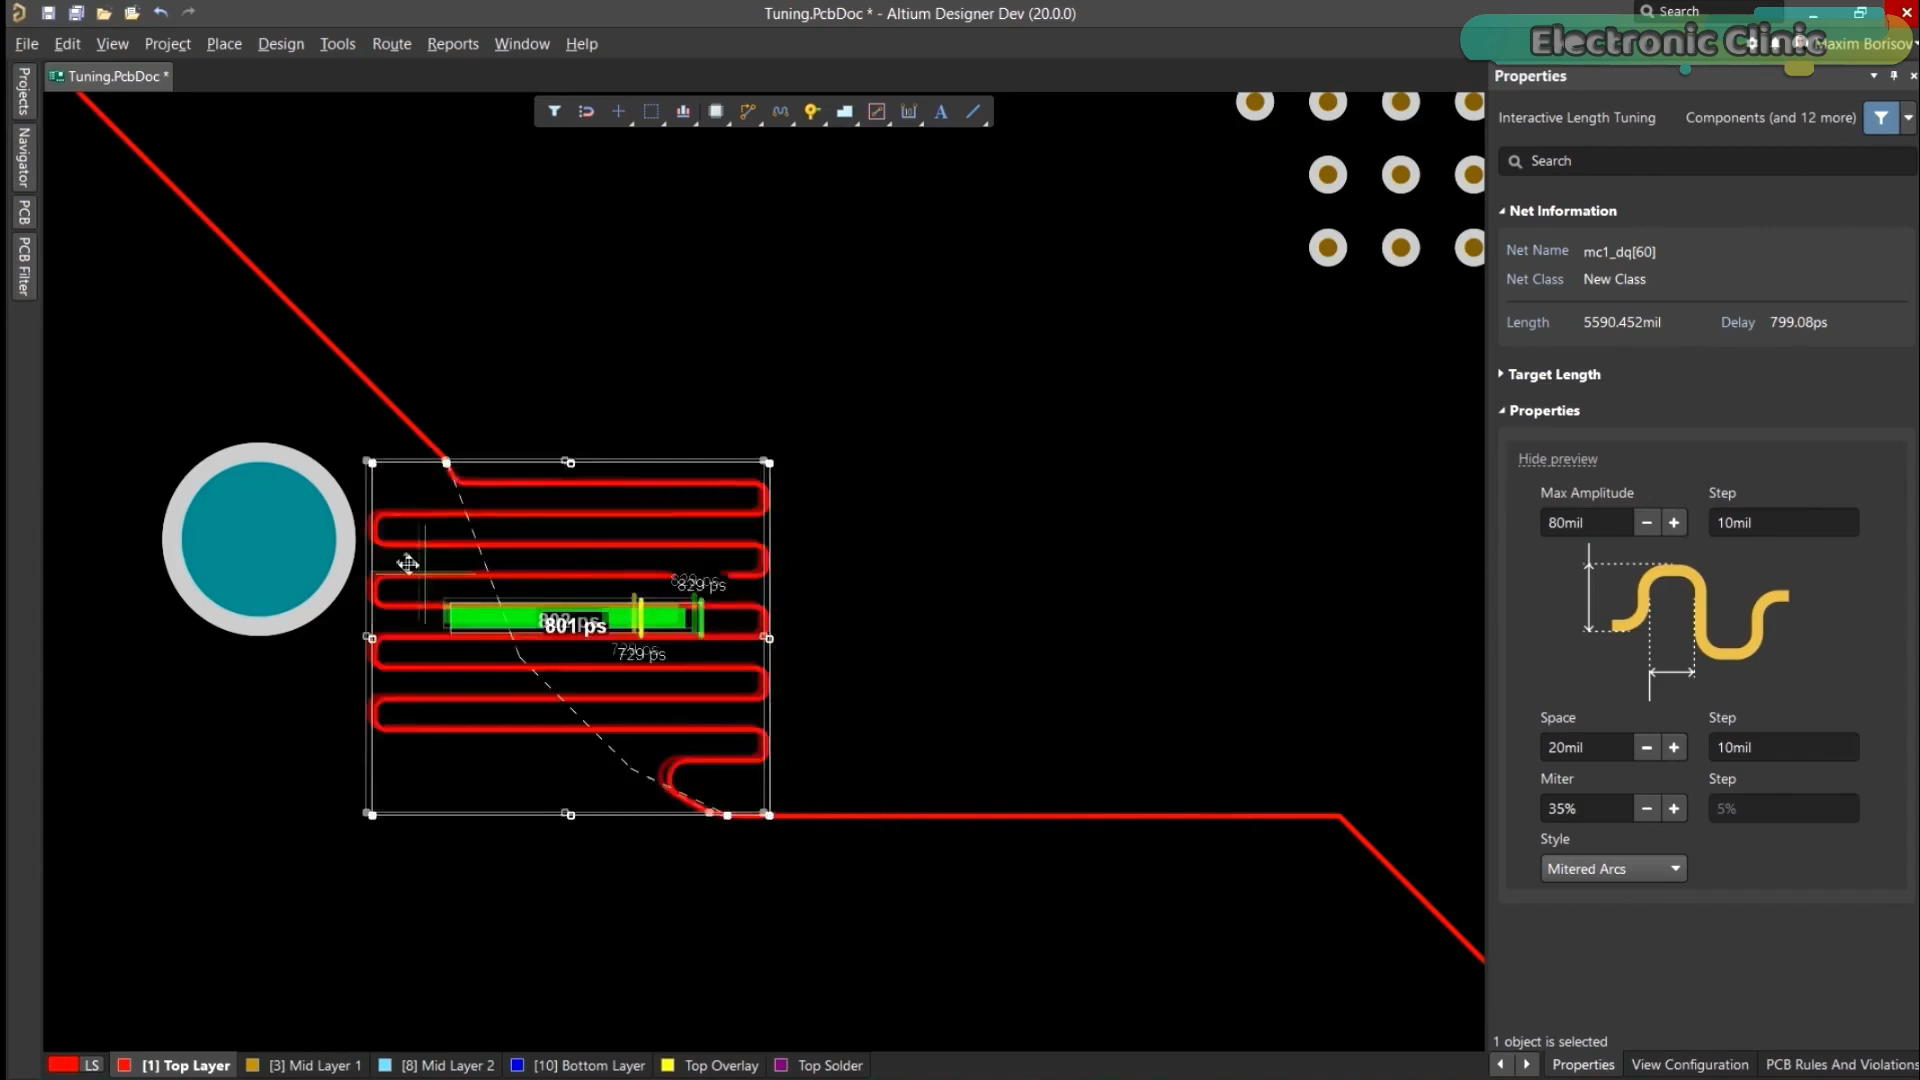 Tuning.PcbDoc * - Altium Designer Dev (20.0.0)
Search
Electronic Clinic
File Edit View Project Place Design Tools Route Reports Window Help
Maxim Borisov
Projects
Navigator
PCB
PCB Filter
Tuning.PcbDoc *
Properties
Interactive Length Tuning Components (and 12 more)
Search
Net Information
Net Name mc1_dq[60]
Net Class New Class
Length 5590.452mil Delay 799.08ps
Target Length
Properties
Hide preview
Max Amplitude Step
80mil 10mil
Space Step
20mil 10mil
Miter Step
35% 5%
Style
Mitered Arcs
829 ps
801 ps
729 ps
1 object is selected
LS [1] Top Layer [3] Mid Layer 1 [8] Mid Layer 2 [10] Bottom Layer Top Overlay Top Solder
Properties View Configuration PCB Rules And Violations